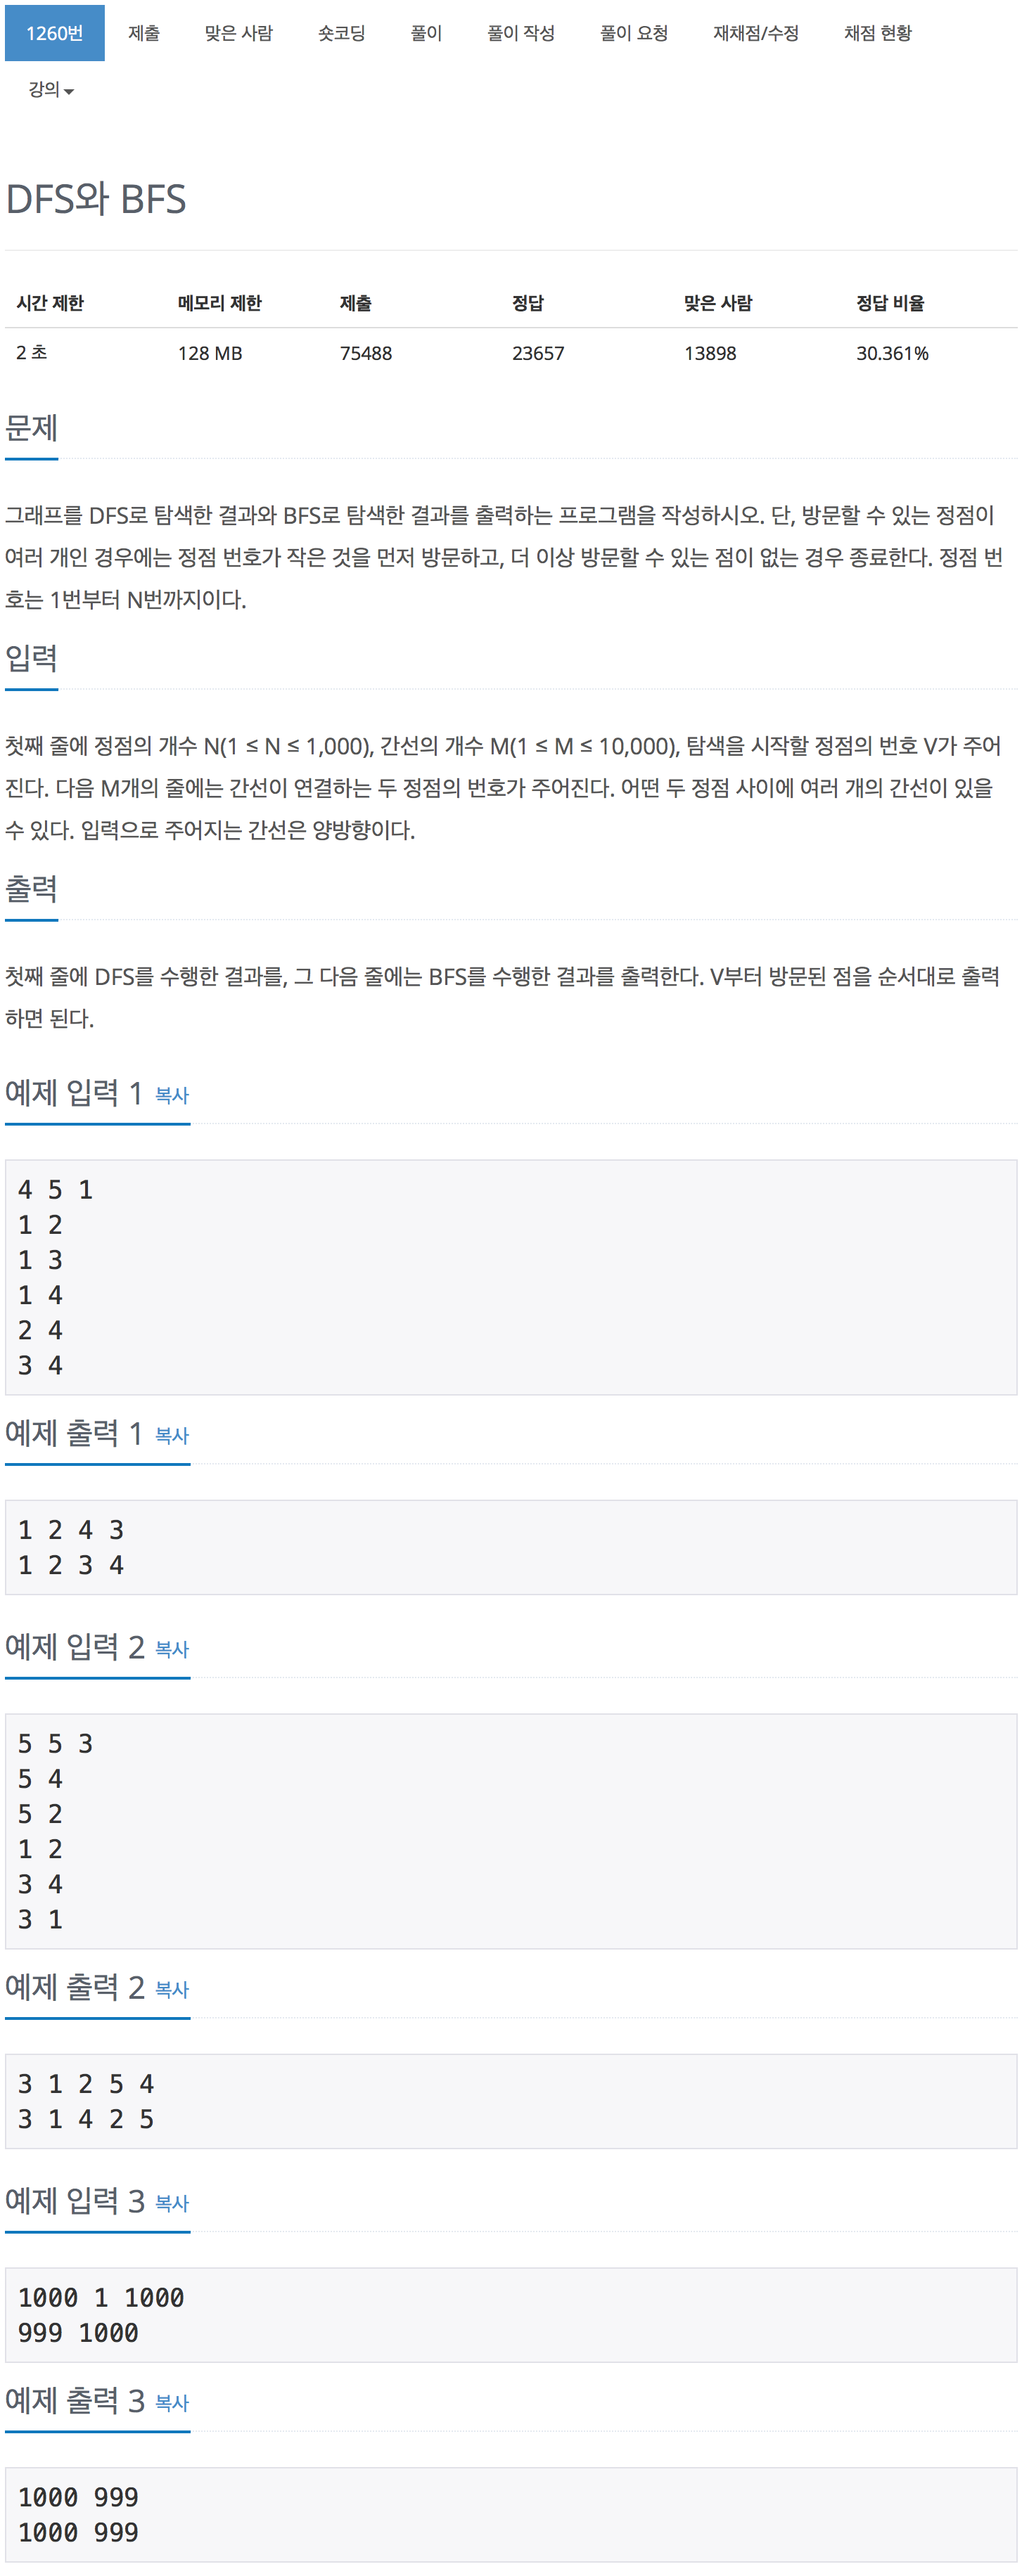 1260번 제출 맞은 사람 숏코딩 풀이 풀이 작성 풀이 요청 재채점/수정 채점 현황
강의
DFS와 BFS
시간 제한 메모리 제한 제출 정답 맞은 사람 정답 비율
2 초 128 MB 75488 23657 13898 30.361%
문제
그래프를 DFS로 탐색한 결과와 BFS로 탐색한 결과를 출력하는 프로그램을 작성하시오. 단, 방문할 수 있는 정점이
여러 개인 경우에는 정점 번호가 작은 것을 먼저 방문하고, 더 이상 방문할 수 있는 점이 없는 경우 종료한다. 정점 번
호는 1번부터 N번까지이다.
입력
첫째 줄에 정점의 개수 N(1 ≤ N ≤ 1,000), 간선의 개수 M(1 ≤ M ≤ 10,000), 탐색을 시작할 정점의 번호 V가 주어
진다. 다음 M개의 줄에는 간선이 연결하는 두 정점의 번호가 주어진다. 어떤 두 정점 사이에 여러 개의 간선이 있을
수 있다. 입력으로 주어지는 간선은 양방향이다.
출력
첫째 줄에 DFS를 수행한 결과를, 그 다음 줄에는 BFS를 수행한 결과를 출력한다. V부터 방문된 점을 순서대로 출력
하면 된다.
예제 입력 1 복사
4 5 1
1 2
1 3
1 4
2 4
3 4
예제 출력 1 복사
1 2 4 3
1 2 3 4
예제 입력 2 복사
5 5 3
5 4
5 2
1 2
3 4
3 1
예제 출력 2 복사
3 1 2 5 4
3 1 4 2 5
예제 입력 3 복사
1000 1 1000
999 1000
예제 출력 3 복사
1000 999
1000 999